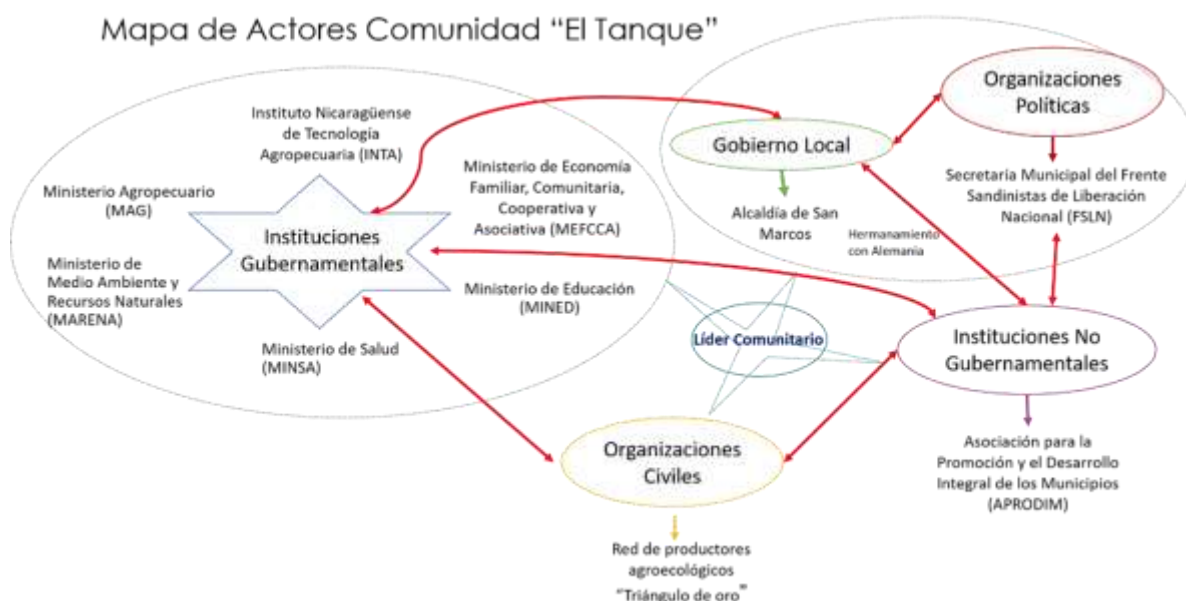 Mapa de Actores Comunidad “El Tanque”
Instituto Nicaragüense
de Tecnología
Agropecuaria (INTA)
Ministerio Agropecuario
(MAG)
Ministerio de Economía
Familiar, Comunitaria,
Cooperativa y
Asociativa (MEFCCA)
Instituciones
Gubernamentales
Ministerio de
Medio Ambiente y
Recursos Naturales
(MARENA)
Ministerio de Educación
(MINED)
Ministerio de Salud
(MINSA)
Gobierno Local
Alcaldía de San
Marcos
Organizaciones
Políticas
Secretaria Municipal del Frente
Sandinistas de Liberación
Nacional (FSLN)
Hermanamiento
con Alemania
Líder Comunitario
Instituciones No
Gubernamentales
Asociación para la
Promoción y el Desarrollo
Integral de los Municipios
(APRODIM)
Organizaciones
Civiles
Red de productores
agroecológicos
“Triángulo de oro”